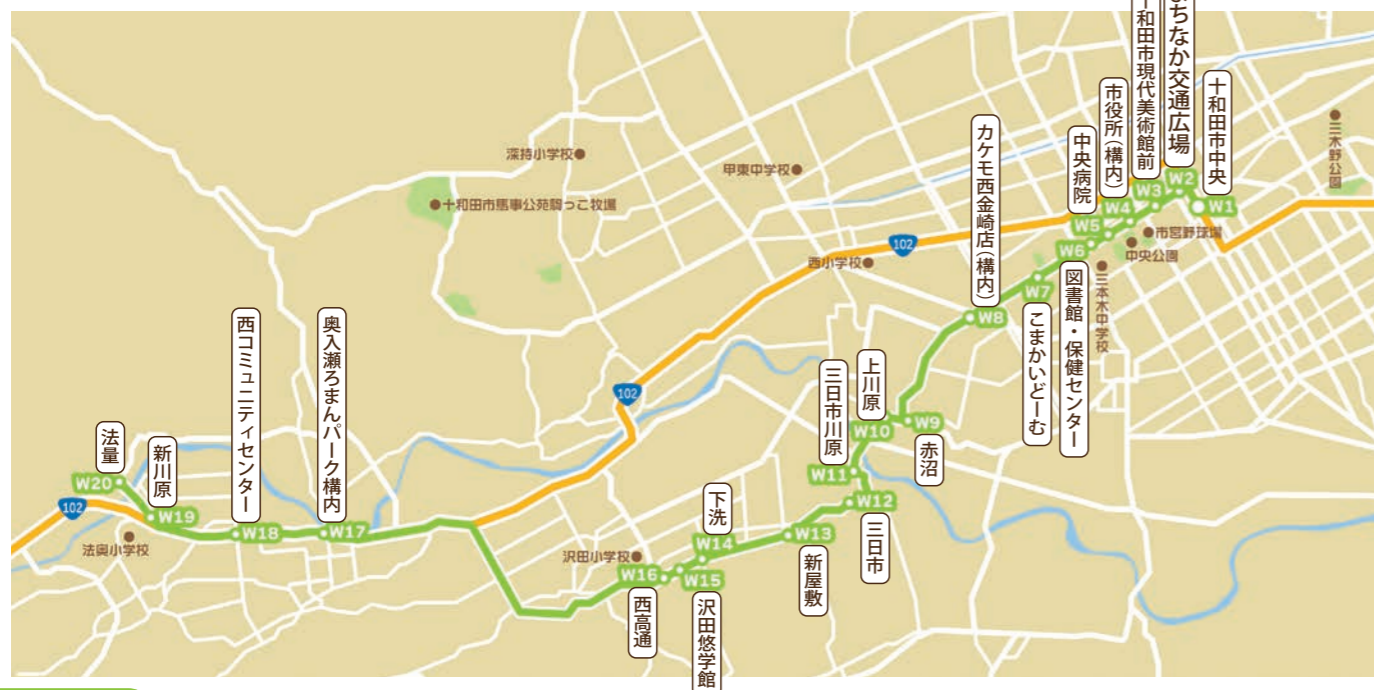 まちなか交通広場
十和田市現代美術館前
十和田市中央
市役所（構内）
中央病院
カケモ西金崎店（構内）
三木野公園
深持小学校
甲東中学校
十和田市馬事公苑駒っこ牧場
W2
W3
W1
W4
W5
市営野球場
中央公園
W6
102
西小学校
三本木中学校
図書館・保健センター
W7
こまかいどーむ
W8
102
上川原
三日市川原
W9
赤沼
W10
W11
W12
三日市
W13
新屋敷
下洗
W14
W15
沢田悠学館
W16
西高通
沢田小学校
奥入瀬ろまんパーク構内
W17
西コミュニティセンター
W18
新川原
W19
法量
W20
102
法奥小学校